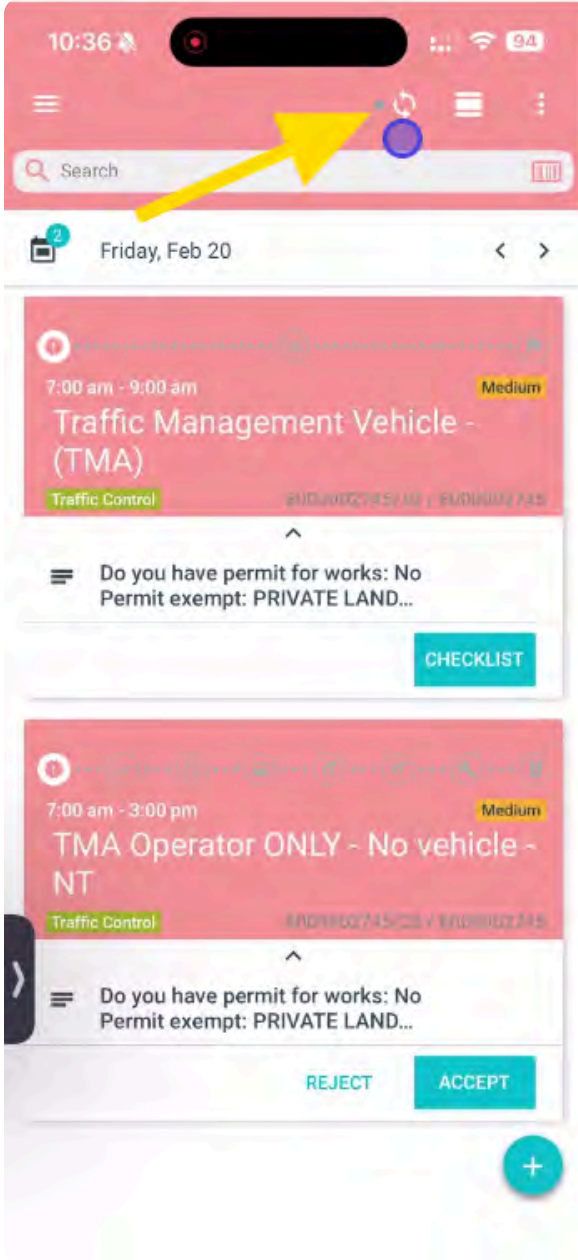 10:36
94
Search
2
Friday, Feb 20
7:00 am - 9:00 am
Medium
Traffic Management Vehicle -
(TMA)
Traffic Control
Do you have permit for works: No
Permit exempt: PRIVATE LAND...
CHECKLIST
7:00 am - 3:00 pm
Medium
TMA Operator ONLY - No vehicle -
NT
Traffic Control
Do you have permit for works: No
Permit exempt: PRIVATE LAND...
REJECT
ACCEPT